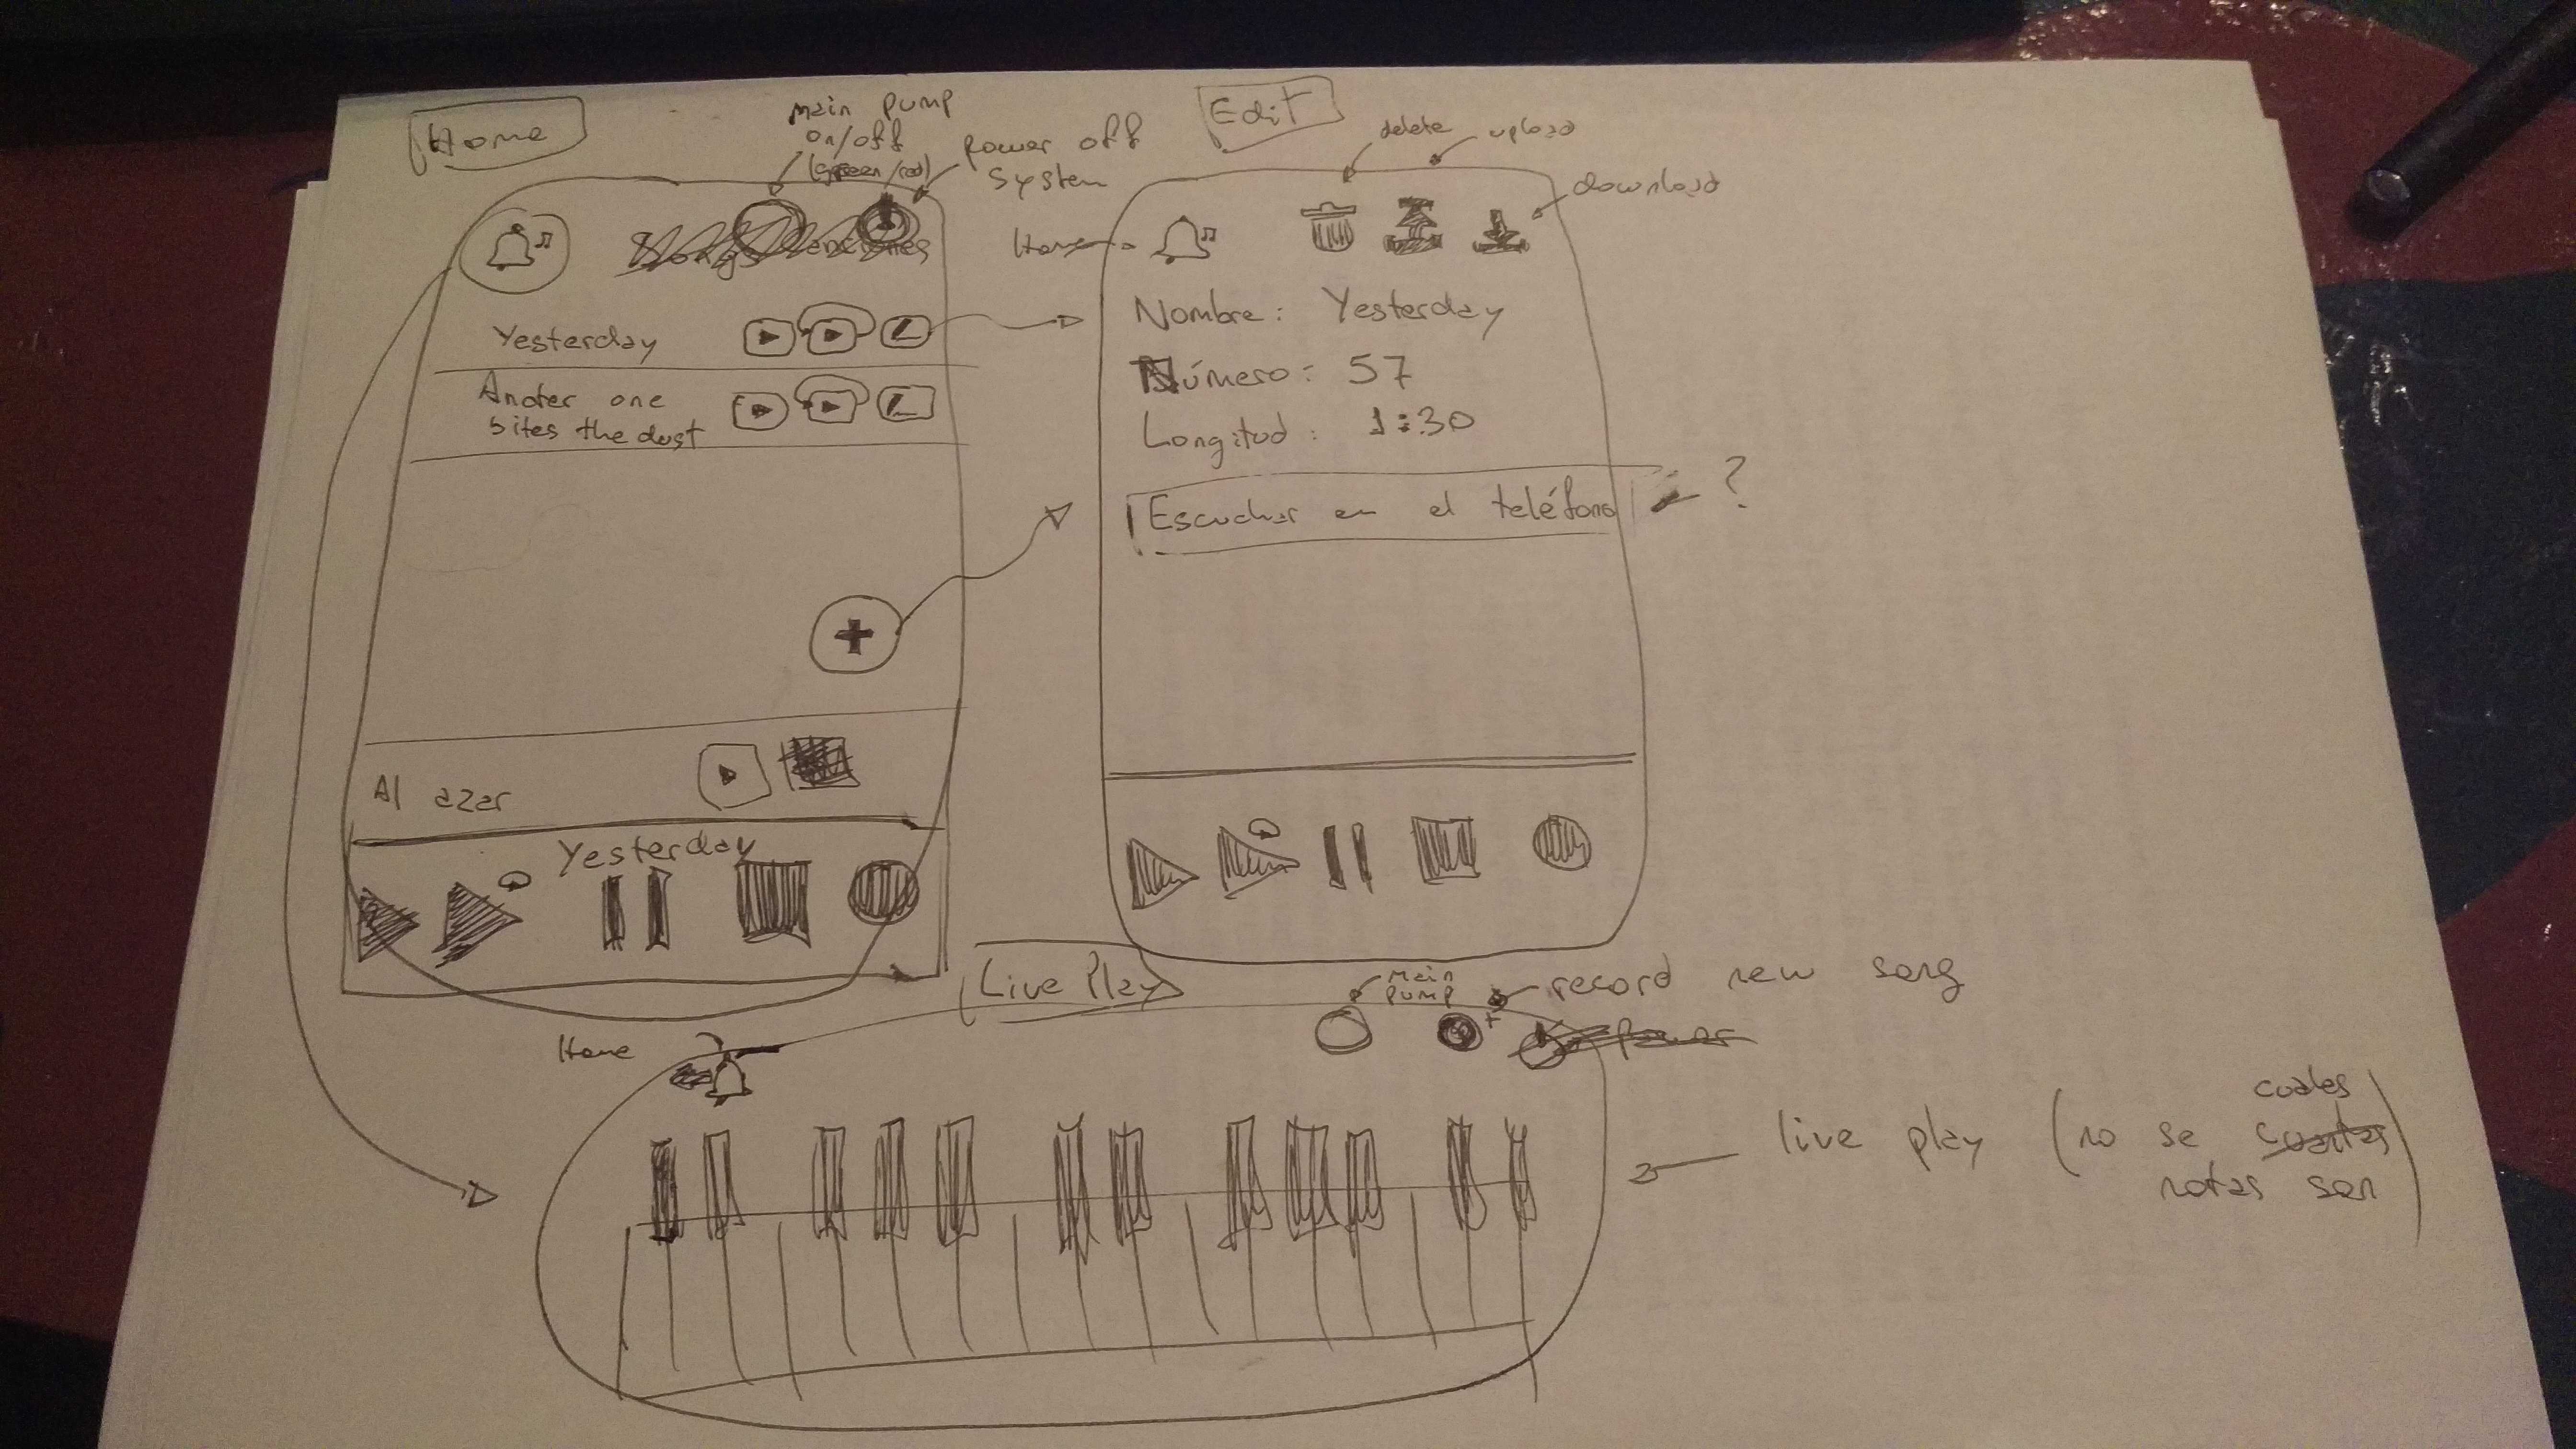 Home
main pump
on/off
(green/red)
power off
system
Yesterday
Anoter one
bites the dust
Al azar
Yesterday
Edit
delete
upload
download
Home
Nombre: Yesterday
Número: 57
Longitud: 1:30
Escuchar en el teléfono
?
Live Play
Home
main
pump
record new song
power
live play (no se cuales
notas son)